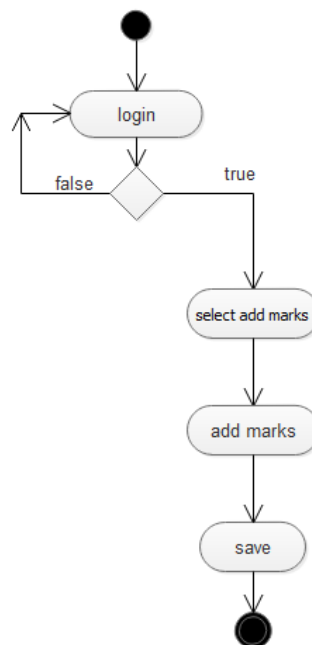 login
false
true
select add marks
add marks
save